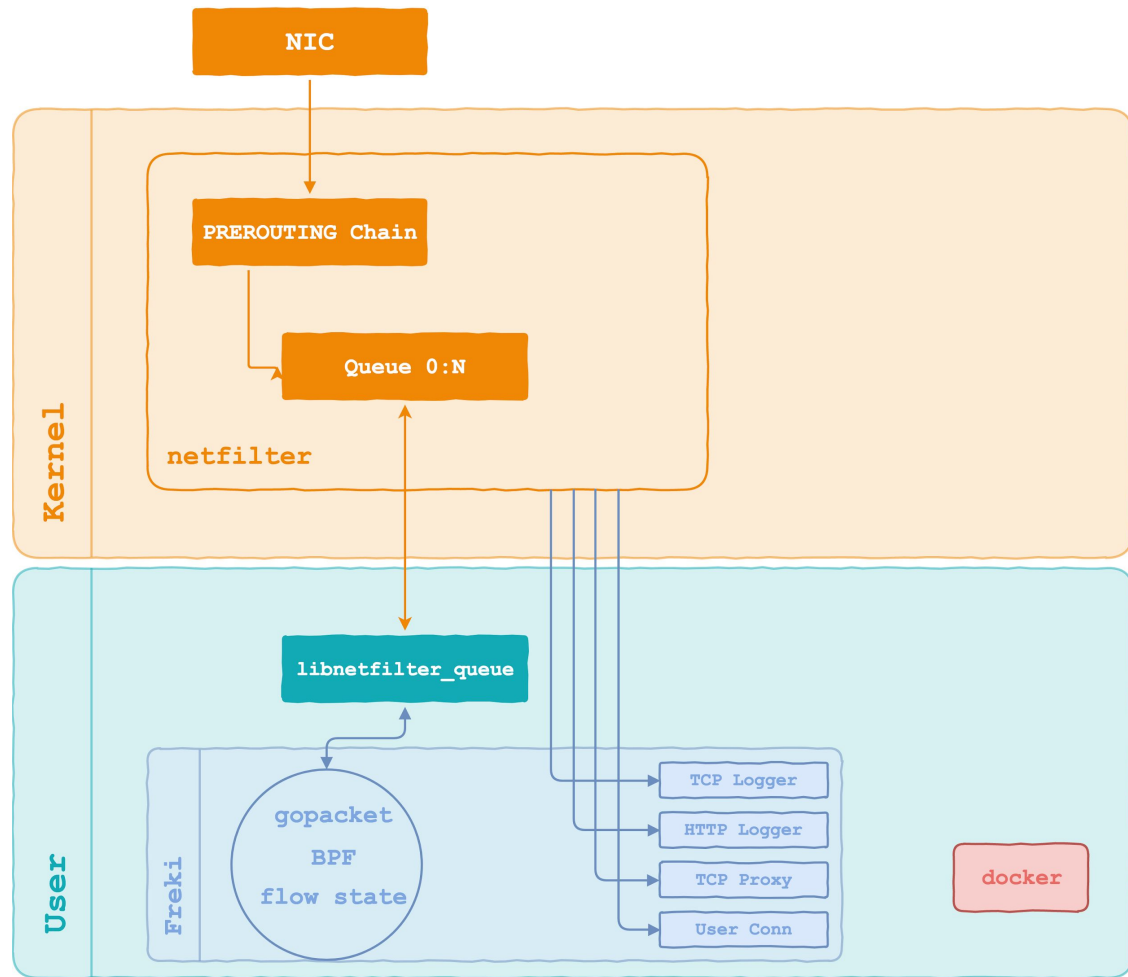 NIC
PREROUTING Chain
Queue 0:N
netfilter
Kernel
libnetfilter_queue
gopacket
BPF
flow state
TCP Logger
HTTP Logger
TCP Proxy
User Conn
docker
Freki
User